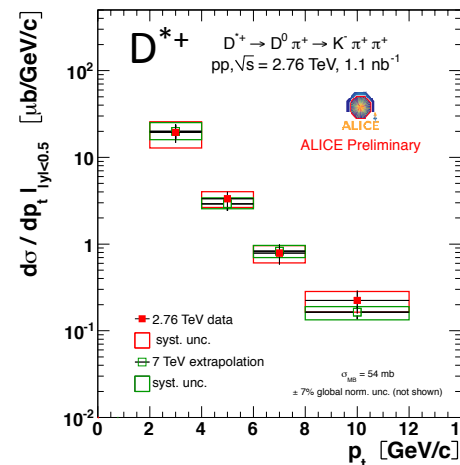 D*+
D*+ → D0 π+ → K- π+ π+
pp,√s = 2.76 TeV, 1.1 nb-1
ALICE
ALICE Preliminary
dσ / dpt ||y|<0.5 [μb/GeV/c]
10²
10
1
10-1
10-2
2.76 TeV data
syst. unc.
7 TeV extrapolation
syst. unc.
σMB = 54 mb
± 7% global norm. unc. (not shown)
0 2 4 6 8 10 12 1
pt [GeV/c]